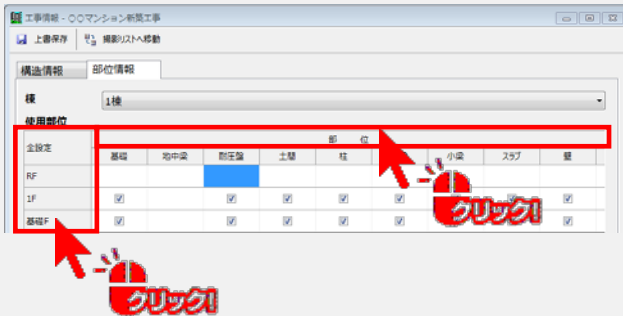 工事情報 - 〇〇マンション新築工事
上書保存 撮影リストへ移動
構造情報 部位情報
棟 1棟
使用部位
全設定 部 位
基礎 地中梁 耐圧盤 土間 柱 小梁 スラブ 壁
RF
1F
基礎F
クリック!
クリック!